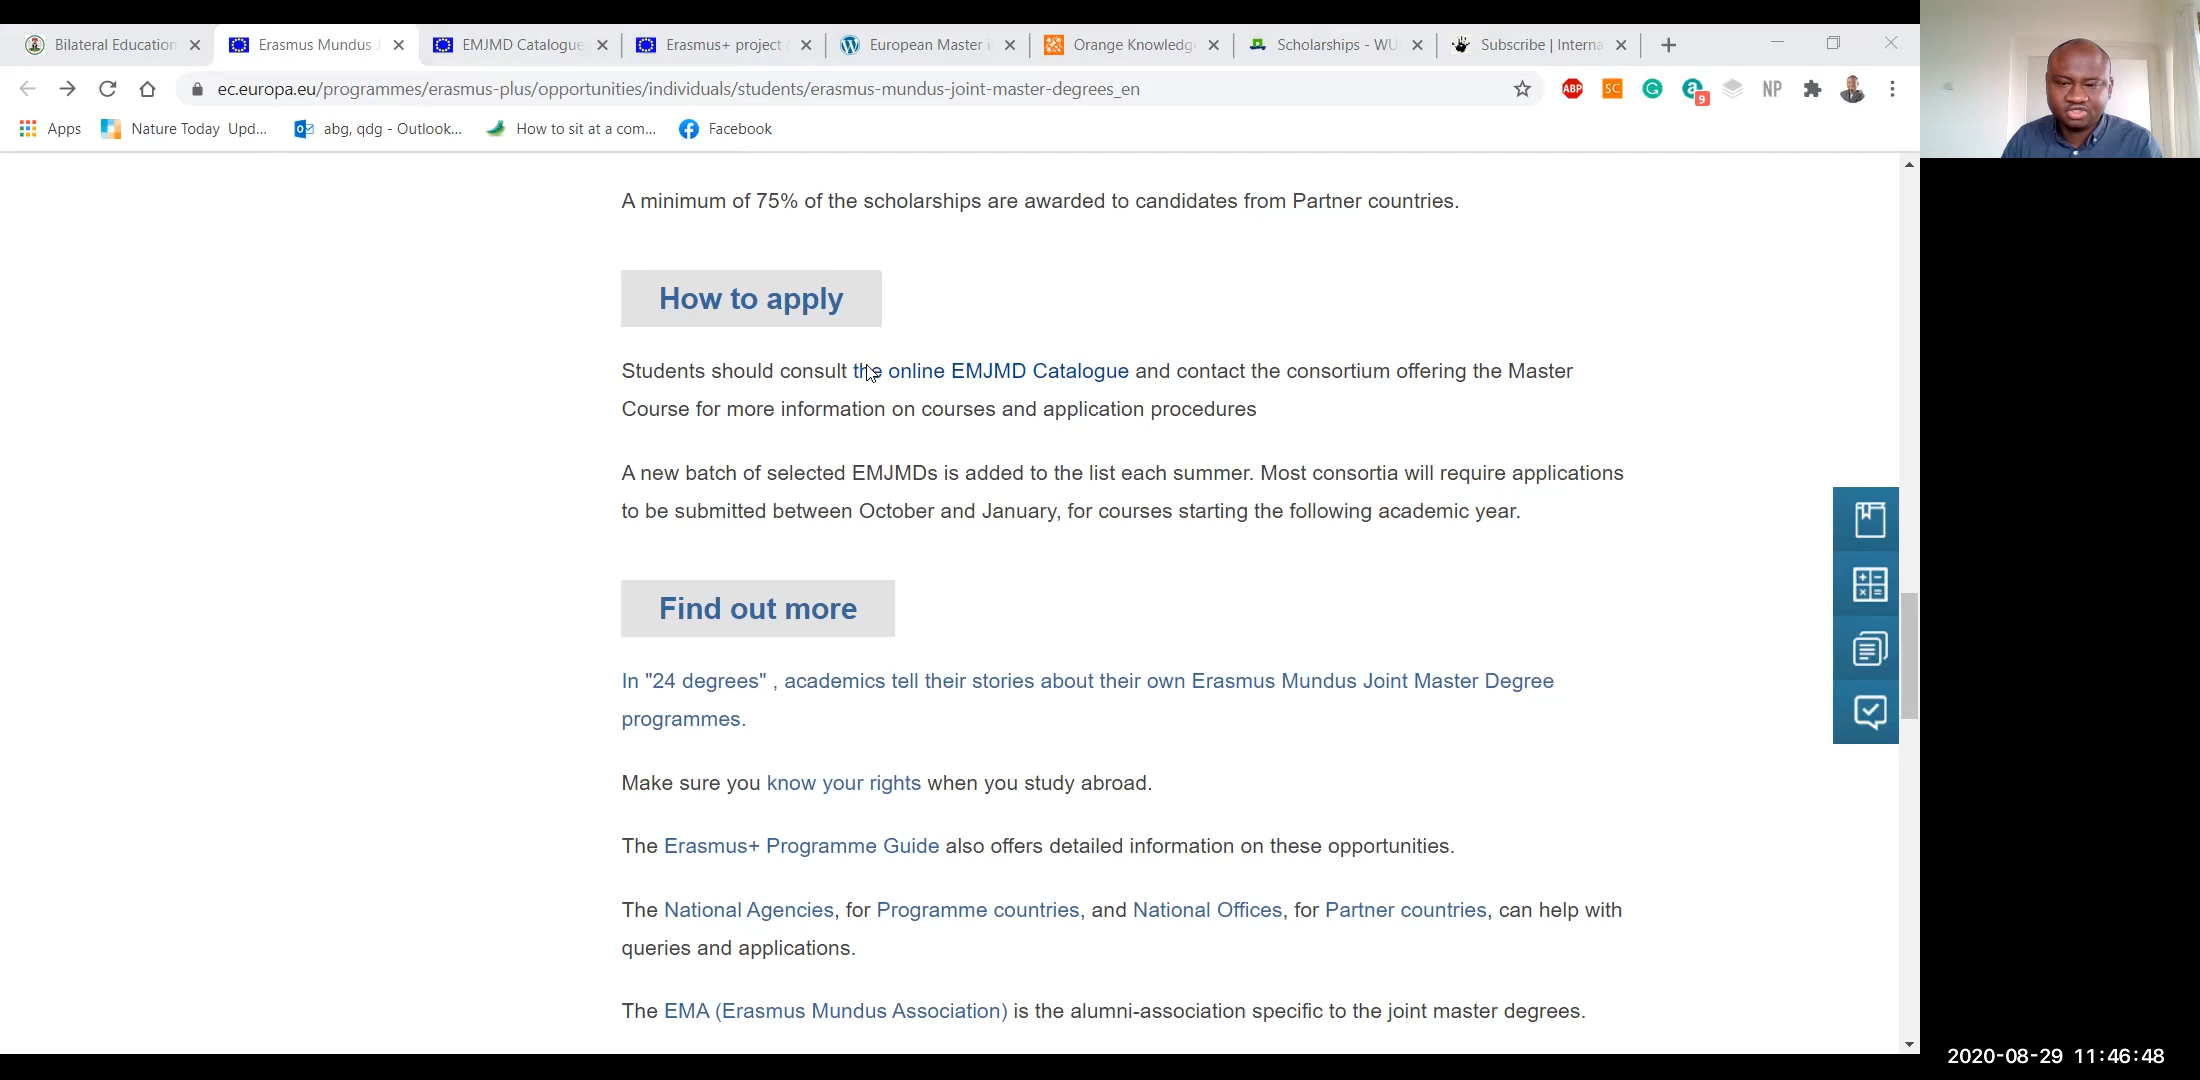 Bilateral Education
Erasmus Mundus J
EMJMD Catalogue
Erasmus+ project
European Master i
Orange Knowledg
Scholarships - WU
Subscribe | Interna
ec.europa.eu/programmes/erasmus-plus/opportunities/individuals/students/erasmus-mundus-joint-master-degrees_en
ABP
SC
G
a
9
NP
Apps
Nature Today Upd...
abg, qdg - Outlook...
How to sit at a com...
Facebook
A minimum of 75% of the scholarships are awarded to candidates from Partner countries.
How to apply
Students should consult the online EMJMD Catalogue and contact the consortium offering the Master
Course for more information on courses and application procedures
A new batch of selected EMJMDs is added to the list each summer. Most consortia will require applications
to be submitted between October and January, for courses starting the following academic year.
Find out more
In "24 degrees" , academics tell their stories about their own Erasmus Mundus Joint Master Degree
programmes.
Make sure you know your rights when you study abroad.
The Erasmus+ Programme Guide also offers detailed information on these opportunities.
The National Agencies, for Programme countries, and National Offices, for Partner countries, can help with
queries and applications.
The EMA (Erasmus Mundus Association) is the alumni-association specific to the joint master degrees.
2020-08-29 11:46:48